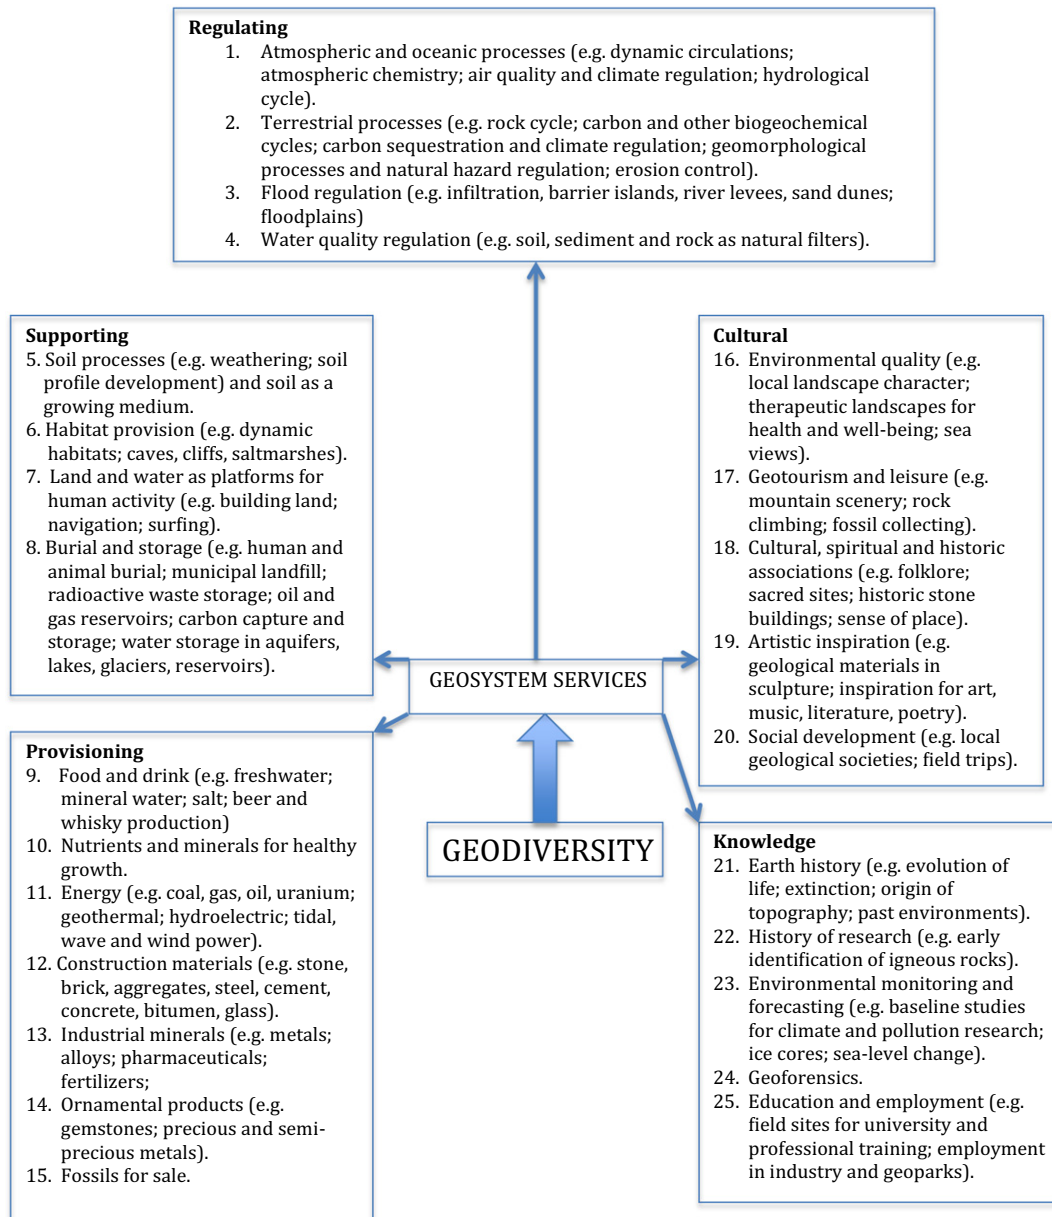 Regulating
1. Atmospheric and oceanic processes (e.g. dynamic circulations;
atmospheric chemistry; air quality and climate regulation; hydrological
cycle).
2. Terrestrial processes (e.g. rock cycle; carbon and other biogeochemical
cycles; carbon sequestration and climate regulation; geomorphological
processes and natural hazard regulation; erosion control).
3. Flood regulation (e.g. infiltration, barrier islands, river levees, sand dunes;
floodplains)
4. Water quality regulation (e.g. soil, sediment and rock as natural filters).
Supporting
5. Soil processes (e.g. weathering; soil
profile development) and soil as a
growing medium.
6. Habitat provision (e.g. dynamic
habitats; caves, cliffs, saltmarshes).
7. Land and water as platforms for
human activity (e.g. building land;
navigation; surfing).
8. Burial and storage (e.g. human and
animal burial; municipal landfill;
radioactive waste storage; oil and
gas reservoirs; carbon capture and
storage; water storage in aquifers,
lakes, glaciers, reservoirs).
Cultural
16. Environmental quality (e.g.
local landscape character;
therapeutic landscapes for
health and well-being; sea
views).
17. Geotourism and leisure (e.g.
mountain scenery; rock
climbing; fossil collecting).
18. Cultural, spiritual and historic
associations (e.g. folklore;
sacred sites; historic stone
buildings; sense of place).
19. Artistic inspiration (e.g.
geological materials in
sculpture; inspiration for art,
music, literature, poetry).
20. Social development (e.g. local
geological societies; field trips).
GEOSYSTEM SERVICES
GEODIVERSITY
Provisioning
9. Food and drink (e.g. freshwater;
mineral water; salt; beer and
whisky production)
10. Nutrients and minerals for healthy
growth.
11. Energy (e.g. coal, gas, oil, uranium;
geothermal; hydroelectric; tidal,
wave and wind power).
12. Construction materials (e.g. stone,
brick, aggregates, steel, cement,
concrete, bitumen, glass).
13. Industrial minerals (e.g. metals;
alloys; pharmaceuticals;
fertilizers;
14. Ornamental products (e.g.
gemstones; precious and semi-
precious metals).
15. Fossils for sale.
Knowledge
21. Earth history (e.g. evolution of
life; extinction; origin of
topography; past environments).
22. History of research (e.g. early
identification of igneous rocks).
23. Environmental monitoring and
forecasting (e.g. baseline studies
for climate and pollution research;
ice cores; sea-level change).
24. Geoforensics.
25. Education and employment (e.g.
field sites for university and
professional training; employment
in industry and geoparks).